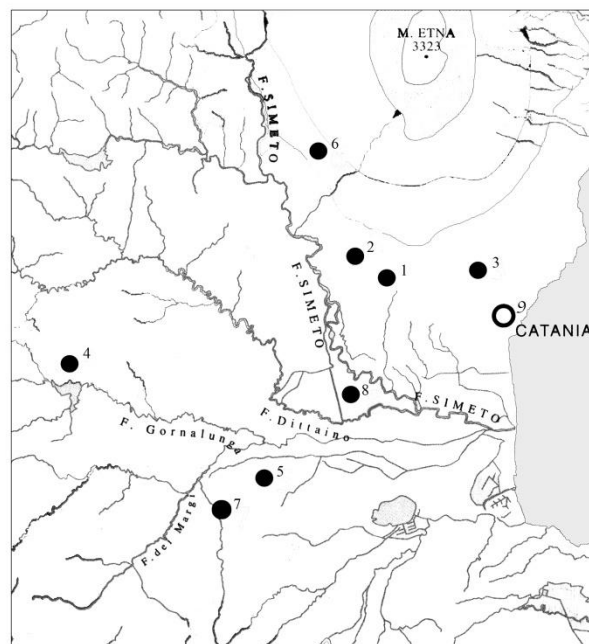 M. ETNA
3323
F. SIMETO
6
2
3
1
F. SIMETO
9
CATANIA
4
8
F. SIMETO
F. Dittaino
F. Gornalunga
5
7
F. del Margi